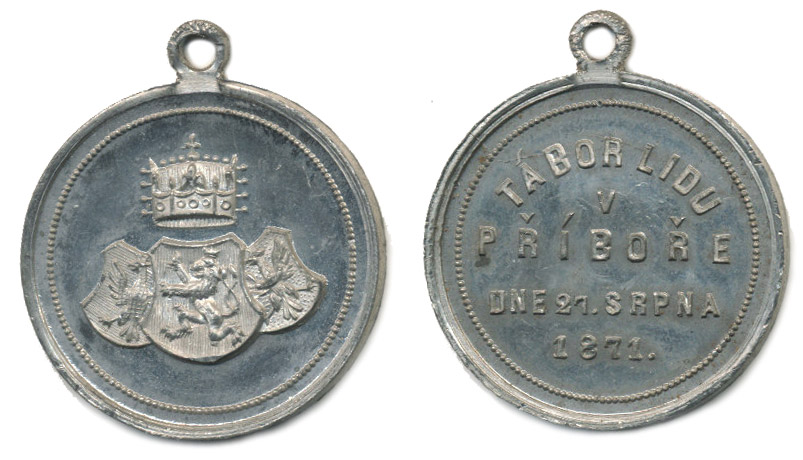 TÁBOR LIDU
V
PŘÍBOŘE
DNE 27. SRPNA
1871.